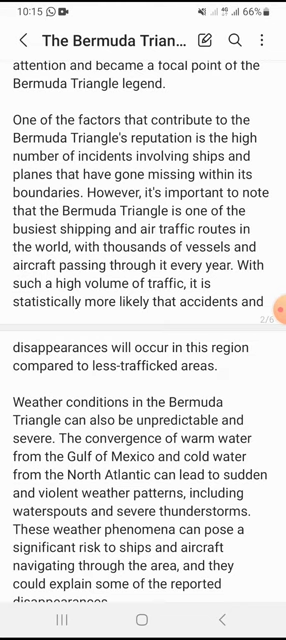 10:15
66%
The Bermuda Trian...
attention and became a focal point of the
Bermuda Triangle legend.
One of the factors that contribute to the
Bermuda Triangle's reputation is the high
number of incidents involving ships and
planes that have gone missing within its
boundaries. However, it's important to note
that the Bermuda Triangle is one of the
busiest shipping and air traffic routes in
the world, with thousands of vessels and
aircraft passing through it every year. With
such a high volume of traffic, it is
statistically more likely that accidents and
2/6
disappearances will occur in this region
compared to less-trafficked areas.
Weather conditions in the Bermuda
Triangle can also be unpredictable and
severe. The convergence of warm water
from the Gulf of Mexico and cold water
from the North Atlantic can lead to sudden
and violent weather patterns, including
waterspouts and severe thunderstorms.
These weather phenomena can pose a
significant risk to ships and aircraft
navigating through the area, and they
could explain some of the reported
disappearances